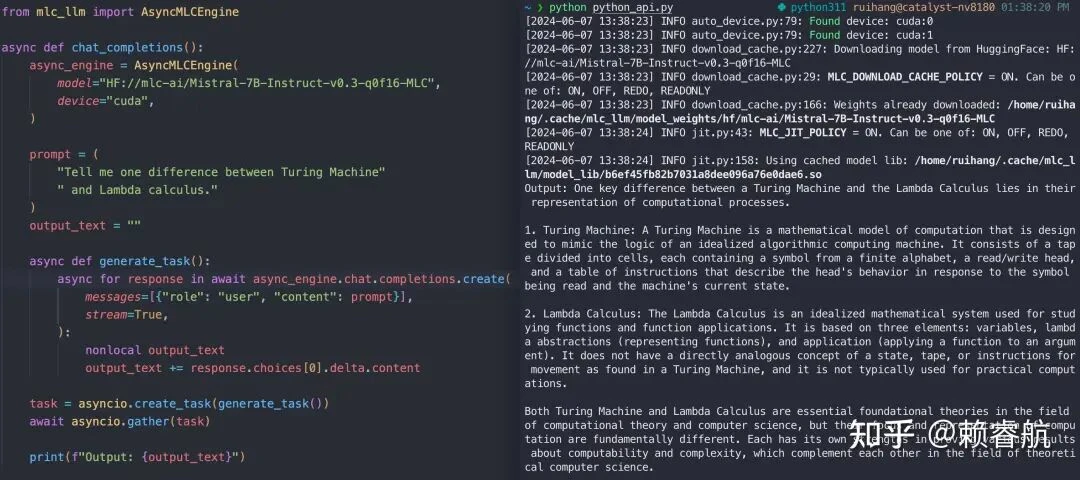 from mlc_llm import AsyncMLCEngine
async def chat_completions():
async_engine = AsyncMLCEngine(
model="HF://mlc-ai/Mistral-7B-Instruct-v0.3-q0f16-MLC",
device="cuda",
)
prompt = (
"Tell me one difference between Turing Machine"
" and Lambda calculus."
)
output_text = ""
async def generate_task():
async for response in await async_engine.chat.completions.create(
messages=[{"role": "user", "content": prompt}],
stream=True,
):
nonlocal output_text
output_text += response.choices[0].delta.content
task = asyncio.create_task(generate_task())
await asyncio.gather(task)
print(f"Output: {output_text}")
~ ❯ python python_api.py python311 ruihang@catalyst-nv8180 01:38:20 PM
[2024-06-07 13:38:23] INFO auto_device.py:79: Found device: cuda:0
[2024-06-07 13:38:23] INFO auto_device.py:79: Found device: cuda:1
[2024-06-07 13:38:23] INFO download_cache.py:227: Downloading model from HuggingFace: HF:
//mlc-ai/Mistral-7B-Instruct-v0.3-q0f16-MLC
[2024-06-07 13:38:23] INFO download_cache.py:29: MLC_DOWNLOAD_CACHE_POLICY = ON. Can be o
ne of: ON, OFF, REDO, READONLY
[2024-06-07 13:38:23] INFO download_cache.py:166: Weights already downloaded: /home/ruiha
ng/.cache/mlc_llm/model_weights/hf/mlc-ai/Mistral-7B-Instruct-v0.3-q0f16-MLC
[2024-06-07 13:38:24] INFO jit.py:43: MLC_JIT_POLICY = ON. Can be one of: ON, OFF, REDO,
READONLY
[2024-06-07 13:38:24] INFO jit.py:158: Using cached model lib: /home/ruihang/.cache/mlc_l
lm/model_lib/b6ef45fb82b7031a8dee096a76e0dae6.so
Output: One key difference between a Turing Machine and the Lambda Calculus lies in their
representation of computational processes.
1. Turing Machine: A Turing Machine is a mathematical model of computation that is design
ed to mimic the logic of an idealized algorithmic computing machine. It consists of a tap
e divided into cells, each containing a symbol from a finite alphabet, a read/write head,
and a table of instructions that describe the head's behavior in response to the symbol
being read and the machine's current state.
2. Lambda Calculus: The Lambda Calculus is an idealized mathematical system used for stud
ying functions and function applications. It is based on three elements: variables, lambd
a abstractions (representing functions), and application (applying a function to an argum
ent). It does not have a directly analogous concept of a state, tape, or instructions for
movement as found in a Turing Machine, and it is not typically used for practical comput
ations.
Both Turing Machine and Lambda Calculus are essential foundational theories in the field
of computational theory and computer science, but the of compu
tation are fundamentally different. Each has its own in results
about computability and complexity, which complement each other in the field of theoreti
cal computer science.
知乎 @赖睿航